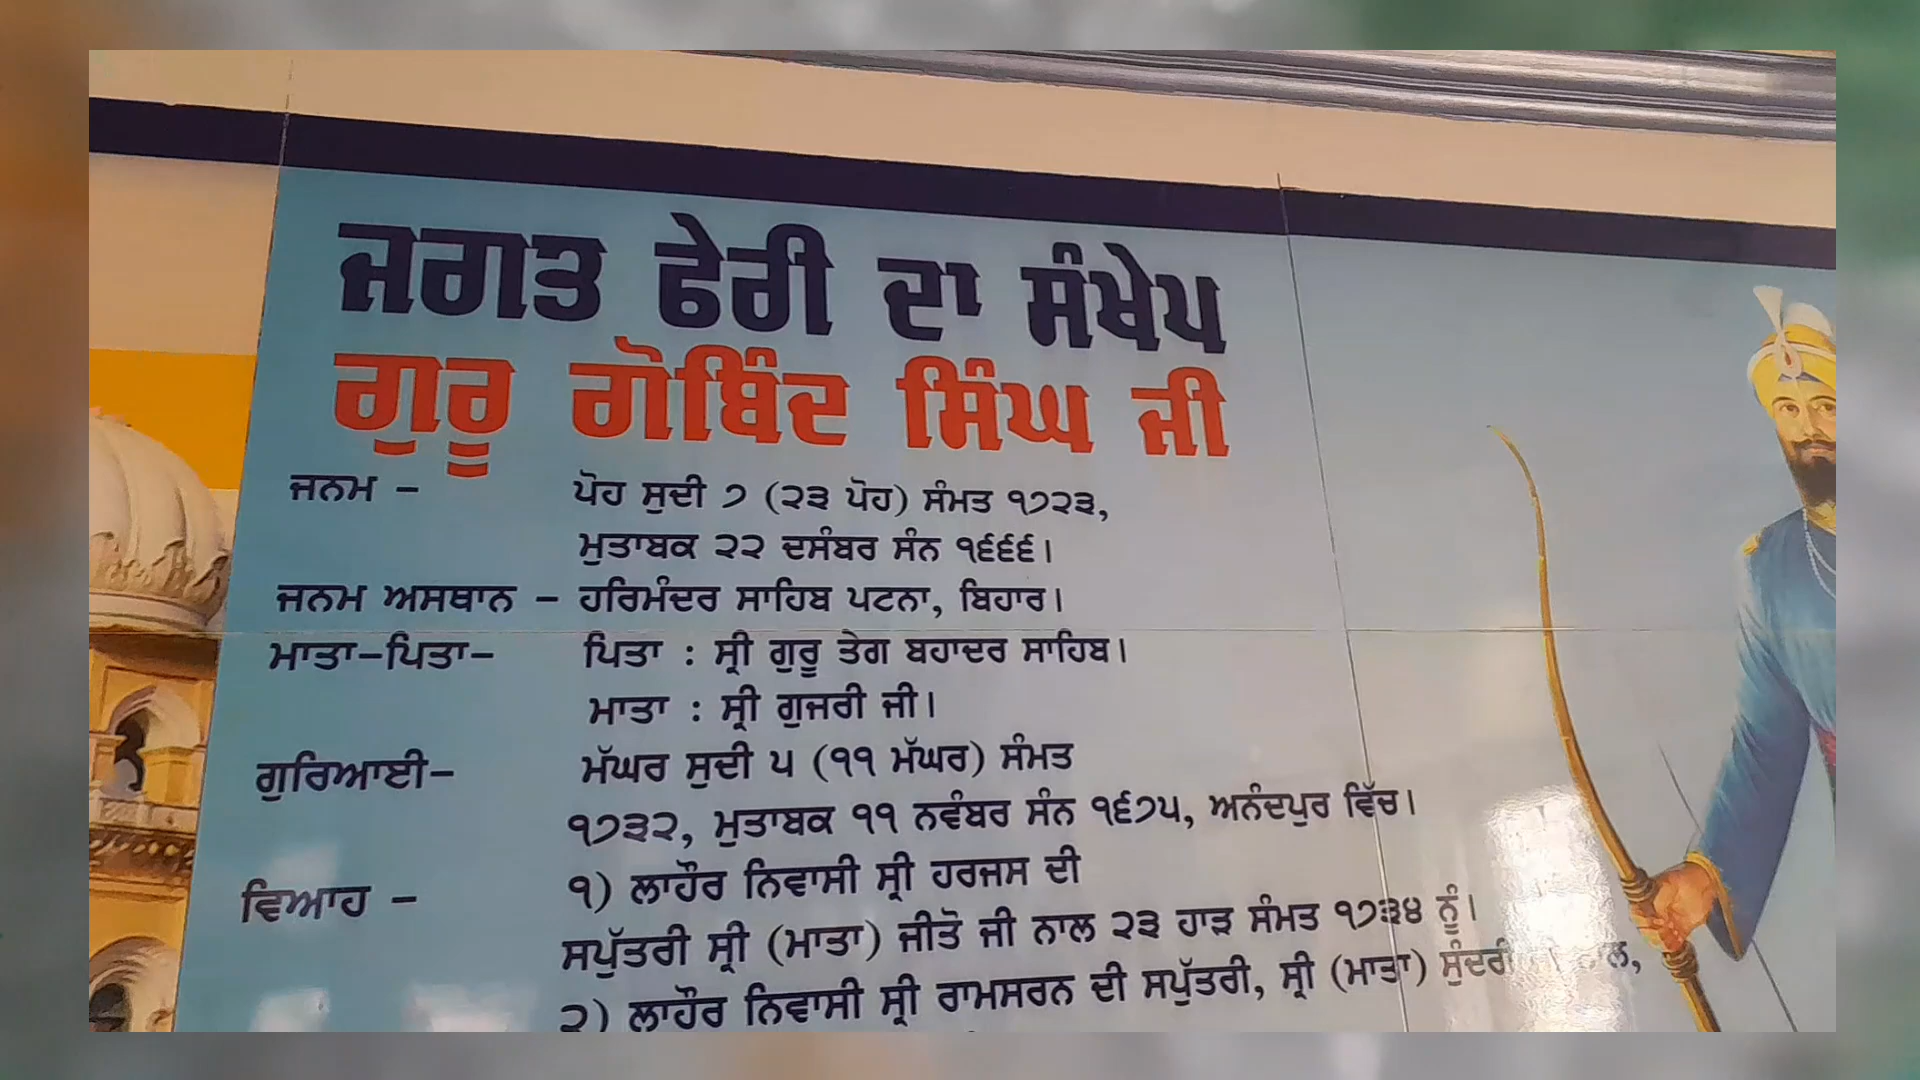 ਜਗਤ ਫੇਰੀ ਦਾ ਸੰਖੇਪ
ਗੁਰੂ ਗੋਬਿੰਦ ਸਿੰਘ ਜੀ
ਜਨਮ - ਪੋਹ ਸੁਦੀ ੭ (੨੩ ਪੋਹ) ਸੰਮਤ ੧੭੨੩,
ਮੁਤਾਬਕ ੨੨ ਦਸੰਬਰ ਸੰਨ ੧੬੬੬।
ਜਨਮ ਅਸਥਾਨ - ਹਰਿਮੰਦਰ ਸਾਹਿਬ ਪਟਨਾ, ਬਿਹਾਰ।
ਮਾਤਾ-ਪਿਤਾ- ਪਿਤਾ : ਸ੍ਰੀ ਗੁਰੂ ਤੇਗ ਬਹਾਦਰ ਸਾਹਿਬ।
ਮਾਤਾ : ਸ੍ਰੀ ਗੁਜਰੀ ਜੀ।
ਗੁਰਿਆਈ- ਮੱਘਰ ਸੁਦੀ ੫ (੧੧ ਮੱਘਰ) ਸੰਮਤ
੧੭੩੨, ਮੁਤਾਬਕ ੧੧ ਨਵੰਬਰ ਸੰਨ ੧੬੭੫, ਅਨੰਦਪੁਰ ਵਿੱਚ।
ਵਿਆਹ - ੧) ਲਾਹੌਰ ਨਿਵਾਸੀ ਸ੍ਰੀ ਹਰਜਸ ਦੀ
ਸਪੁੱਤਰੀ ਸ੍ਰੀ (ਮਾਤਾ) ਜੀਤੋ ਜੀ ਨਾਲ ੨੩ ਹਾੜ ਸੰਮਤ ੧੭੩੪ ਨੂੰ।
੨) ਲਾਹੌਰ ਨਿਵਾਸੀ ਸ੍ਰੀ ਰਾਮਸਰਨ ਦੀ ਸਪੁੱਤਰੀ, ਸ੍ਰੀ (ਮਾਤਾ) ਸੁੰਦਰੀ